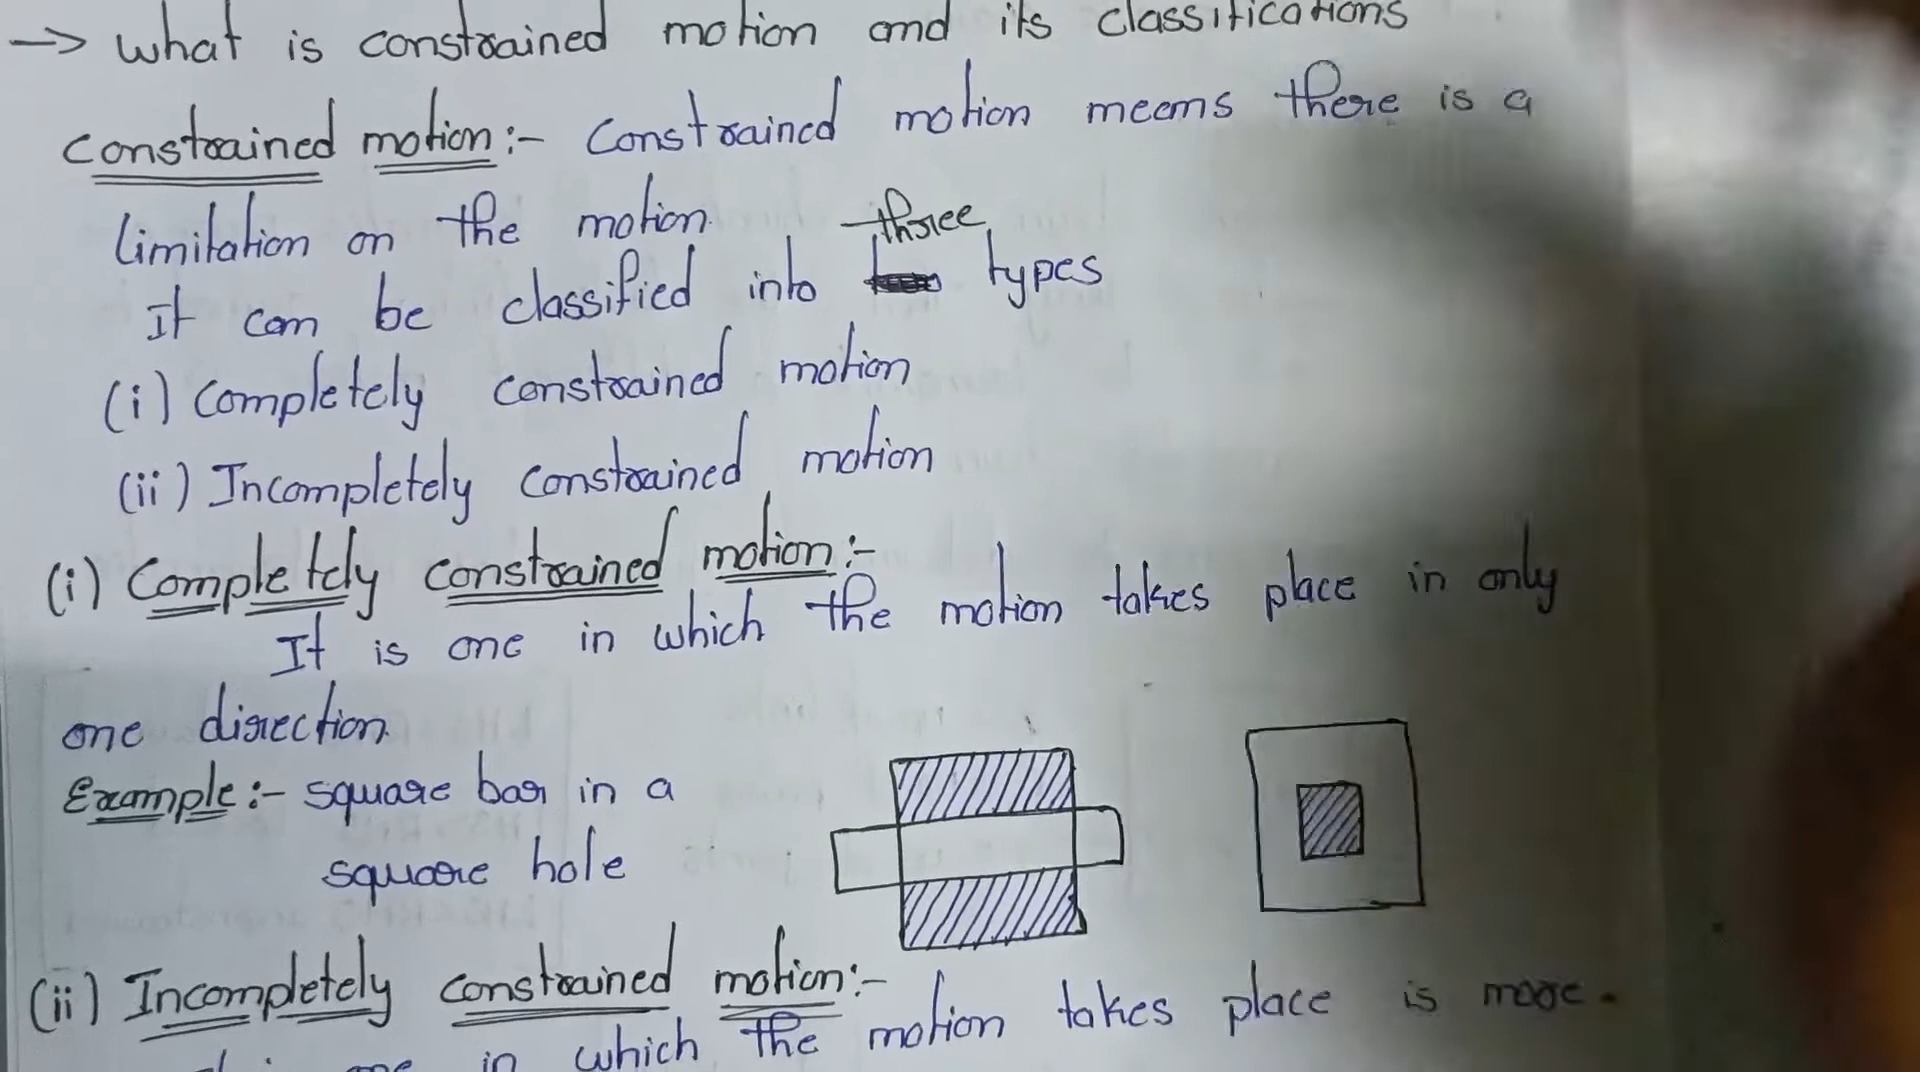 → what is constrained motion and its classifications
constrained motion:- Constrained motion means there is a
limitation on the motion.
It can be classified into three types
(i) Completely constrained motion
(ii) Incompletely constrained motion
(i) Completely constrained motion:-
It is one in which the motion takes place in only
one direction.
Example:- square bar in a
square hole
(ii) Incompletely constrained motion:-
in which the motion takes place is more.